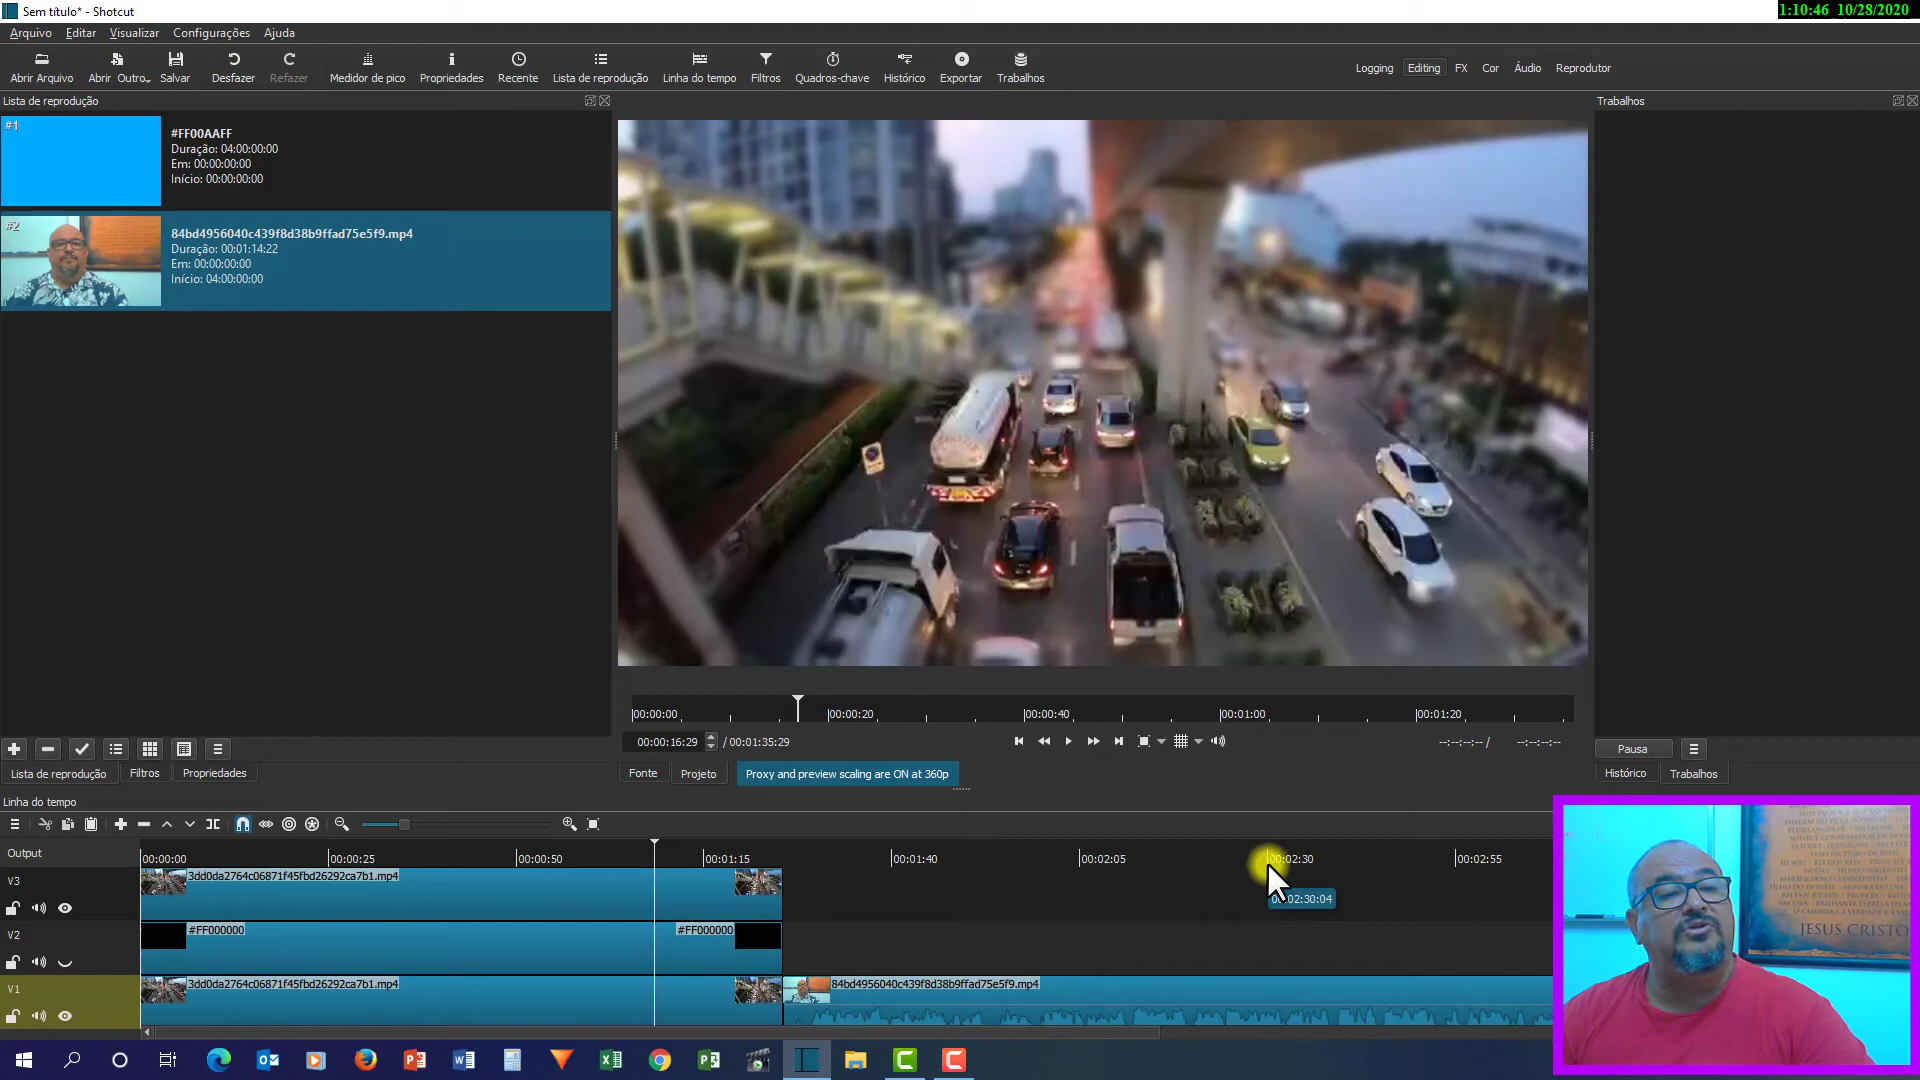 Sem título* - Shotcut
1:10:46 10/28/2020
Arquivo Editar Visualizar Configurações Ajuda
Abrir Arquivo Abrir Outro Salvar Desfazer Refazer Medidor de pico Propriedades Recente Lista de reprodução Linha do tempo Filtros Quadros-chave Histórico Exportar Trabalhos
Logging Editing FX Cor Áudio Reprodutor
Lista de reprodução
Trabalhos
#1
#FF00AAFF
Duração: 04:00:00:00
Em: 00:00:00:00
Início: 00:00:00:00
#2
84bd4956040c439f8d38b9ffad75e5f9.mp4
Duração: 00:01:14:22
Em: 00:00:00:00
Início: 04:00:00:00
00:00:00 00:00:20 00:00:40 00:01:00 00:01:20
00:00:16:29 / 00:01:35:29
--:--:--:-- / --:--:--:--
Pausa
Lista de reprodução Filtros Propriedades
Fonte Projeto Proxy and preview scaling are ON at 360p
Histórico Trabalhos
Linha do tempo
Output
00:00:00 00:00:25 00:00:50 00:01:15 00:01:40 00:02:05 00:02:30 00:02:55
V3
3dd0da2764c06871f45fbd26292ca7b1.mp4
02:30:04
V2
#FF000000 #FF000000
V1
3dd0da2764c06871f45fbd26292ca7b1.mp4 84bd4956040c439f8d38b9ffad75e5f9.mp4
JESUS CRISTO